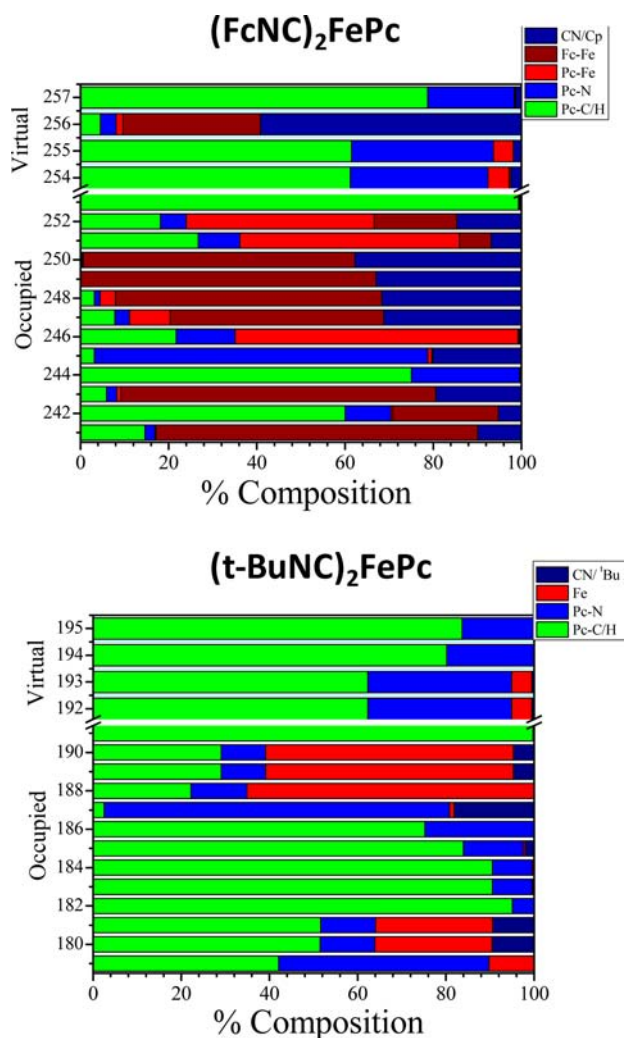 (FcNC)2FePc
CN/Cp
Fc-Fe
Pc-Fe
Pc-N
Pc-C/H
Virtual
Occupied
257
256
255
254
252
250
248
246
244
242
0 20 40 60 80 100
% Composition
(t-BuNC)2FePc
CN/ tBu
Fe
Pc-N
Pc-C/H
Virtual
Occupied
195
194
193
192
190
188
186
184
182
180
0 20 40 60 80 100
% Composition